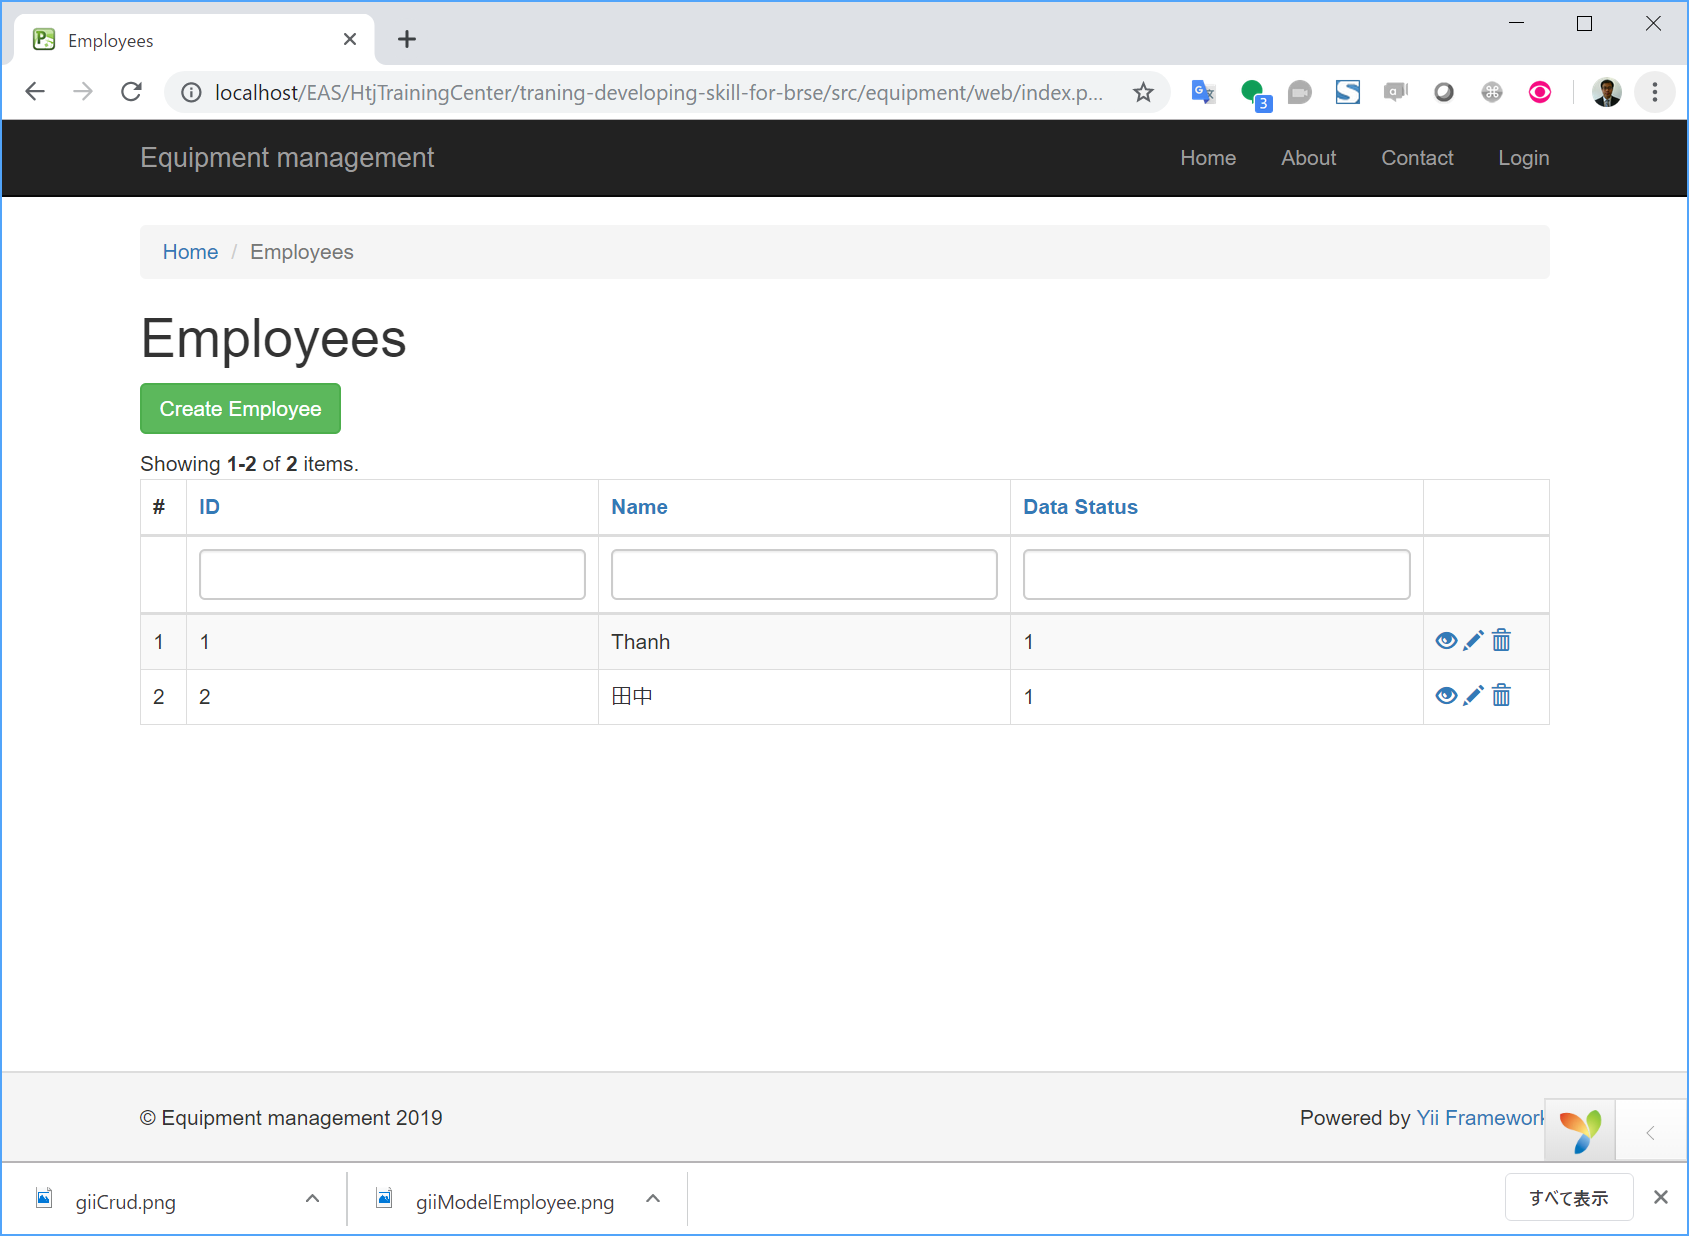 Employees
localhost/EAS/HtjTrainingCenter/traning-developing-skill-for-brse/src/equipment/web/index.p...
3
Equipment management Home About Contact Login
Home / Employees
Employees
Create Employee
Showing 1-2 of 2 items.
# ID Name Data Status
1 1 Thanh 1
2 2 田中 1
© Equipment management 2019 Powered by Yii Framework
giiCrud.png giiModelEmployee.png すべて表示